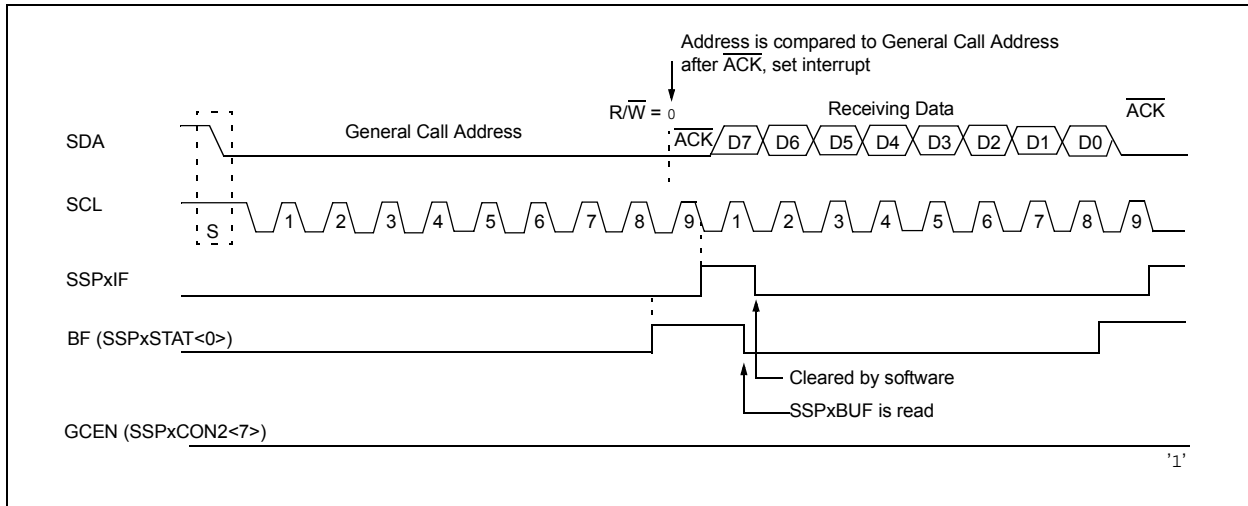 Address is compared to General Call Address
after ACK, set interrupt
R/W = 0
Receiving Data
ACK
General Call Address
SDA
ACK D7 D6 D5 D4 D3 D2 D1 D0
SCL
S
1 2 3 4 5 6 7 8 9 1 2 3 4 5 6 7 8 9
SSPxIF
BF (SSPxSTAT<0>)
Cleared by software
SSPxBUF is read
GCEN (SSPxCON2<7>)
'1'